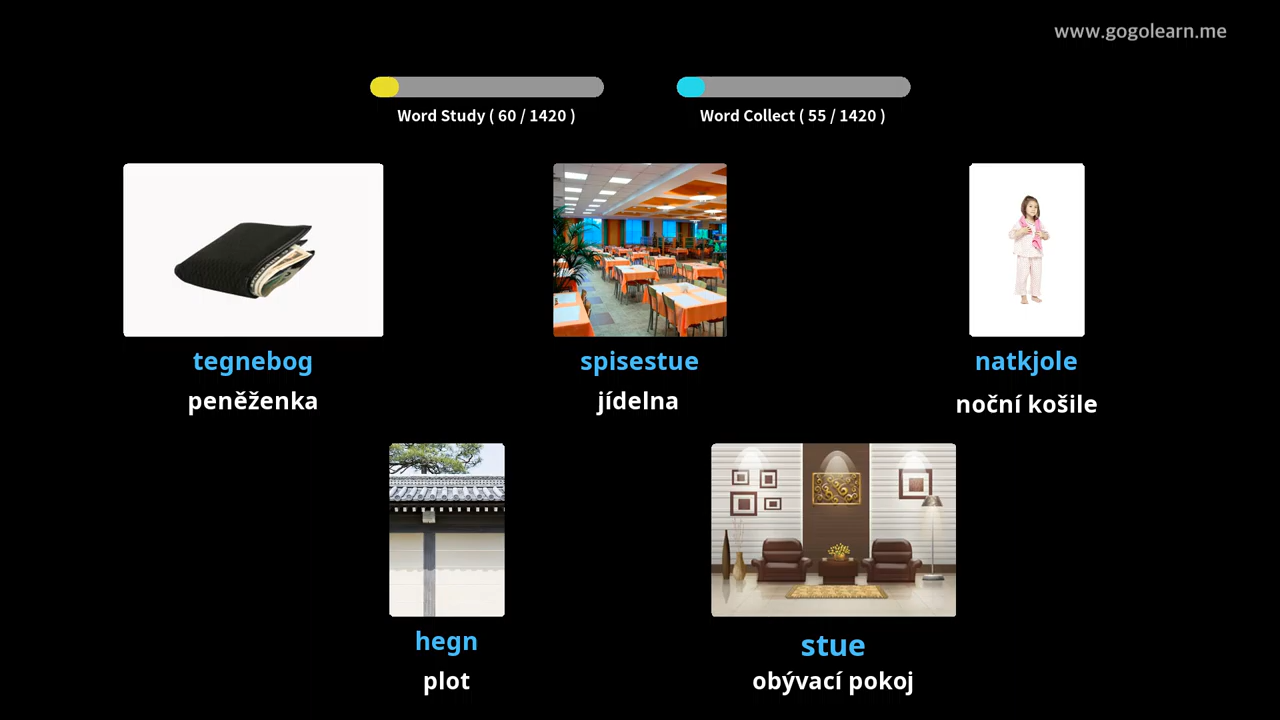 www.gogolearn.me
Word Study ( 60 / 1420 )
Word Collect ( 55 / 1420 )
tegnebog
peněženka
spisestue
jídelna
natkjole
noční košile
hegn
plot
stue
obývací pokoj